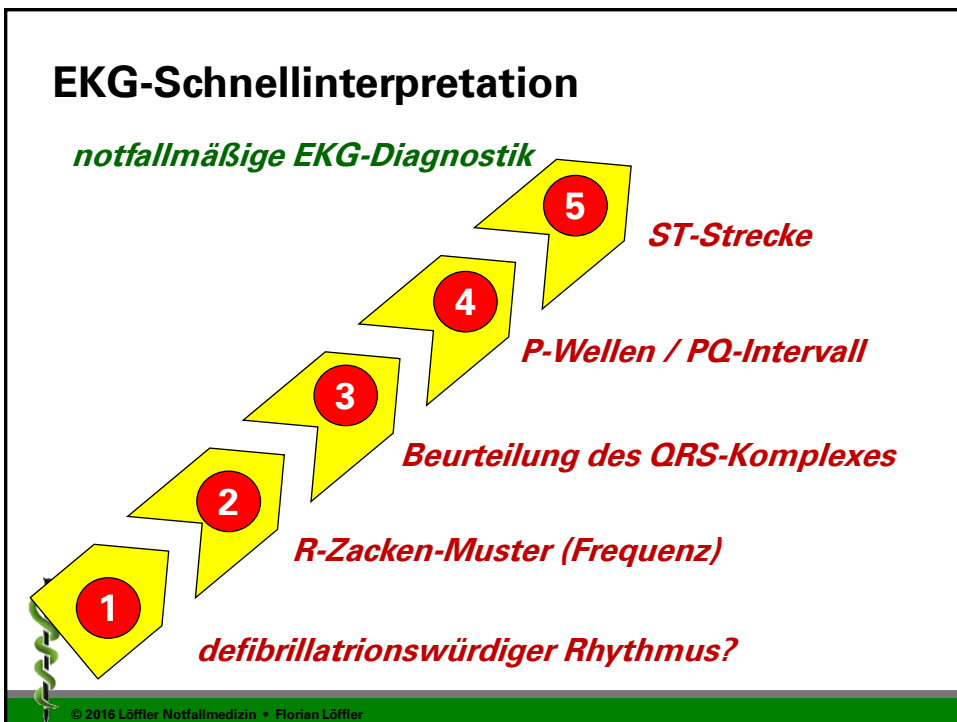 EKG-Schnellinterpretation
notfallmäßige EKG-Diagnostik
5
ST-Strecke
4
P-Wellen / PQ-Intervall
3
Beurteilung des QRS-Komplexes
2
R-Zacken-Muster (Frequenz)
1
defibrillatrionswürdiger Rhythmus?
© 2016 Löffler Notfallmedizin • Florian Löffler